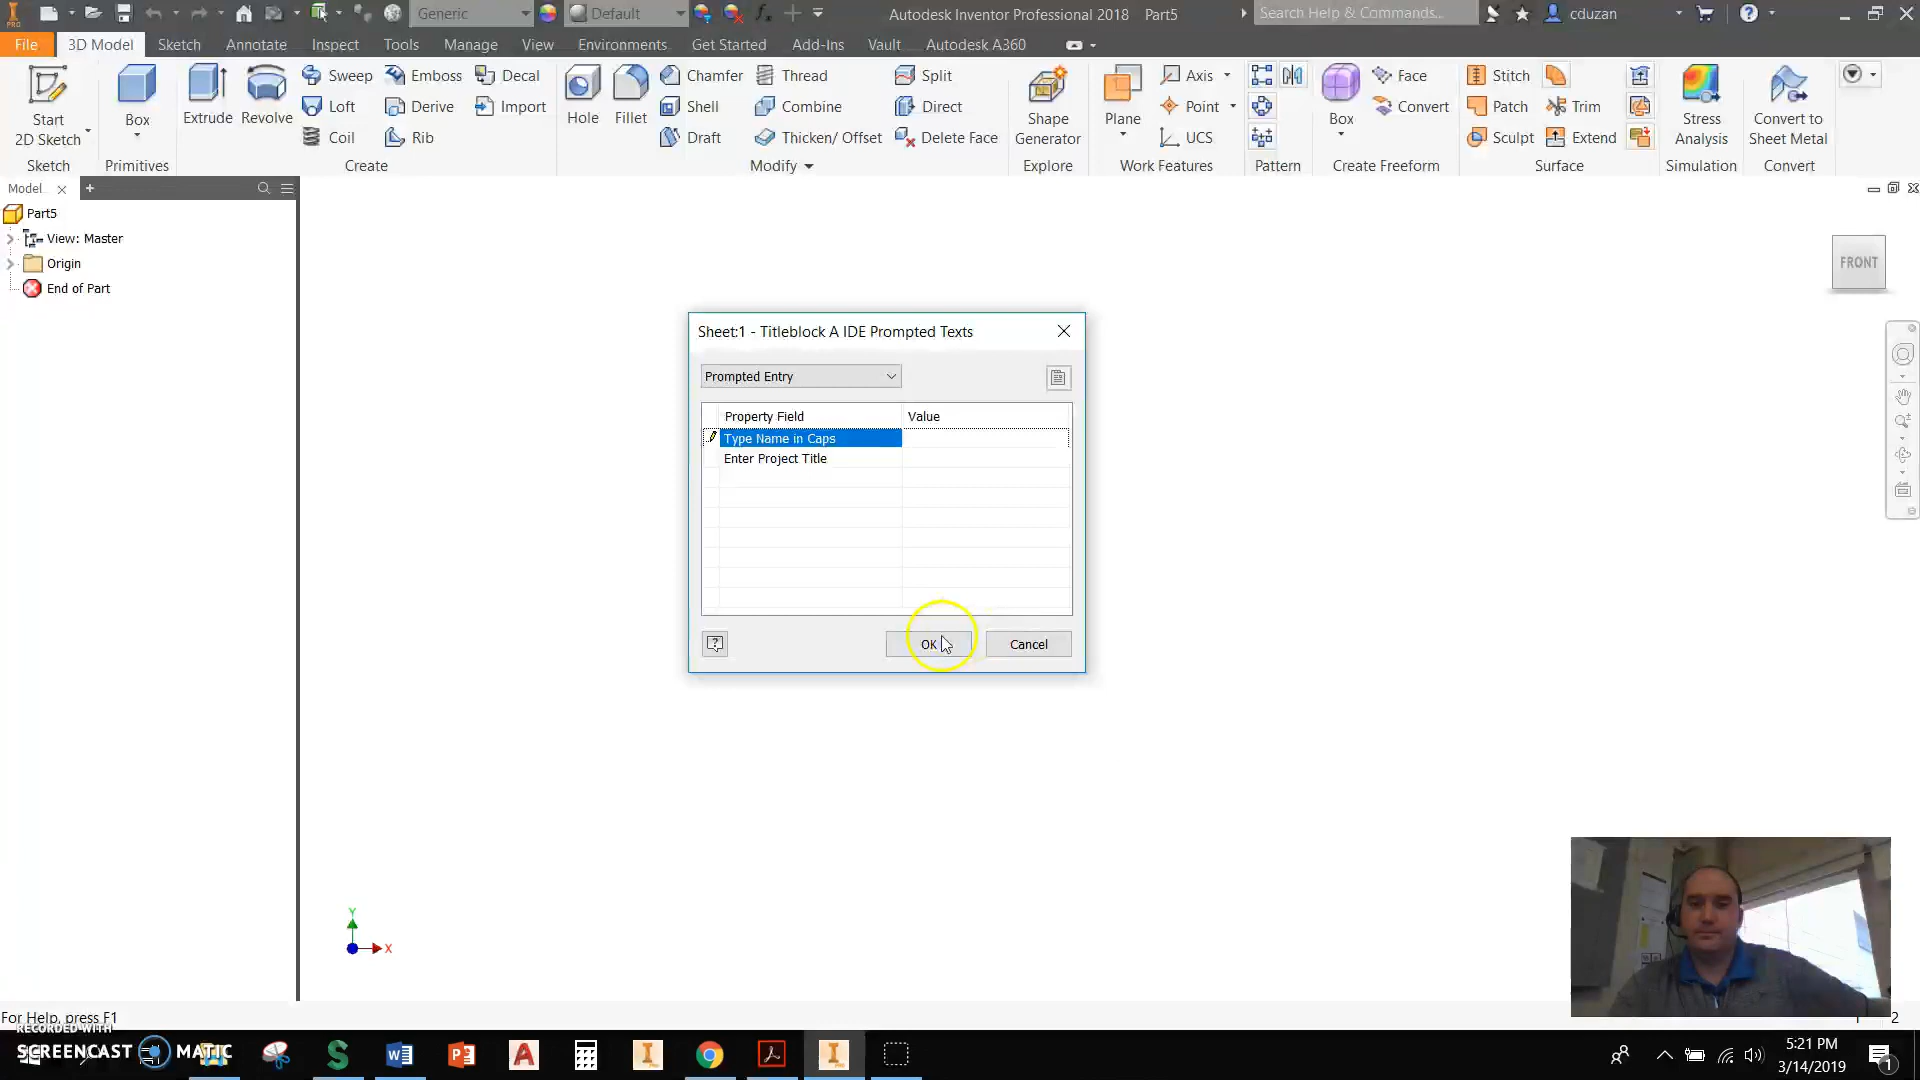 Generic
Default
Autodesk Inventor Professional 2018 Part5
Search Help & Commands...
cduzan
PRO
File
3D Model
Sketch
Annotate
Inspect
Tools
Manage
View
Environments
Get Started
Add-Ins
Vault
Autodesk A360
Start
2D Sketch
Sketch
Box
Primitives
Extrude
Revolve
Sweep
Loft
Coil
Emboss
Derive
Rib
Decal
Import
Create
Hole
Fillet
Chamfer
Shell
Draft
Thread
Combine
Thicken/ Offset
Split
Direct
Delete Face
Modify
Shape
Generator
Explore
Plane
Axis
Point
UCS
Work Features
Pattern
Box
Face
Convert
Create Freeform
Stitch
Patch
Sculpt
Trim
Extend
Surface
Stress
Analysis
Simulation
Convert to
Sheet Metal
Convert
Model
Part5
View: Master
Origin
End of Part
FRONT
Sheet:1 - Titleblock A IDE Prompted Texts
Prompted Entry
Property Field Value
Type Name in Caps
Enter Project Title
OK
Cancel
Y
X
For Help, press F1
1 2
RECORDED WITH
SCREENCAST MATIC
5:21 PM
3/14/2019
1